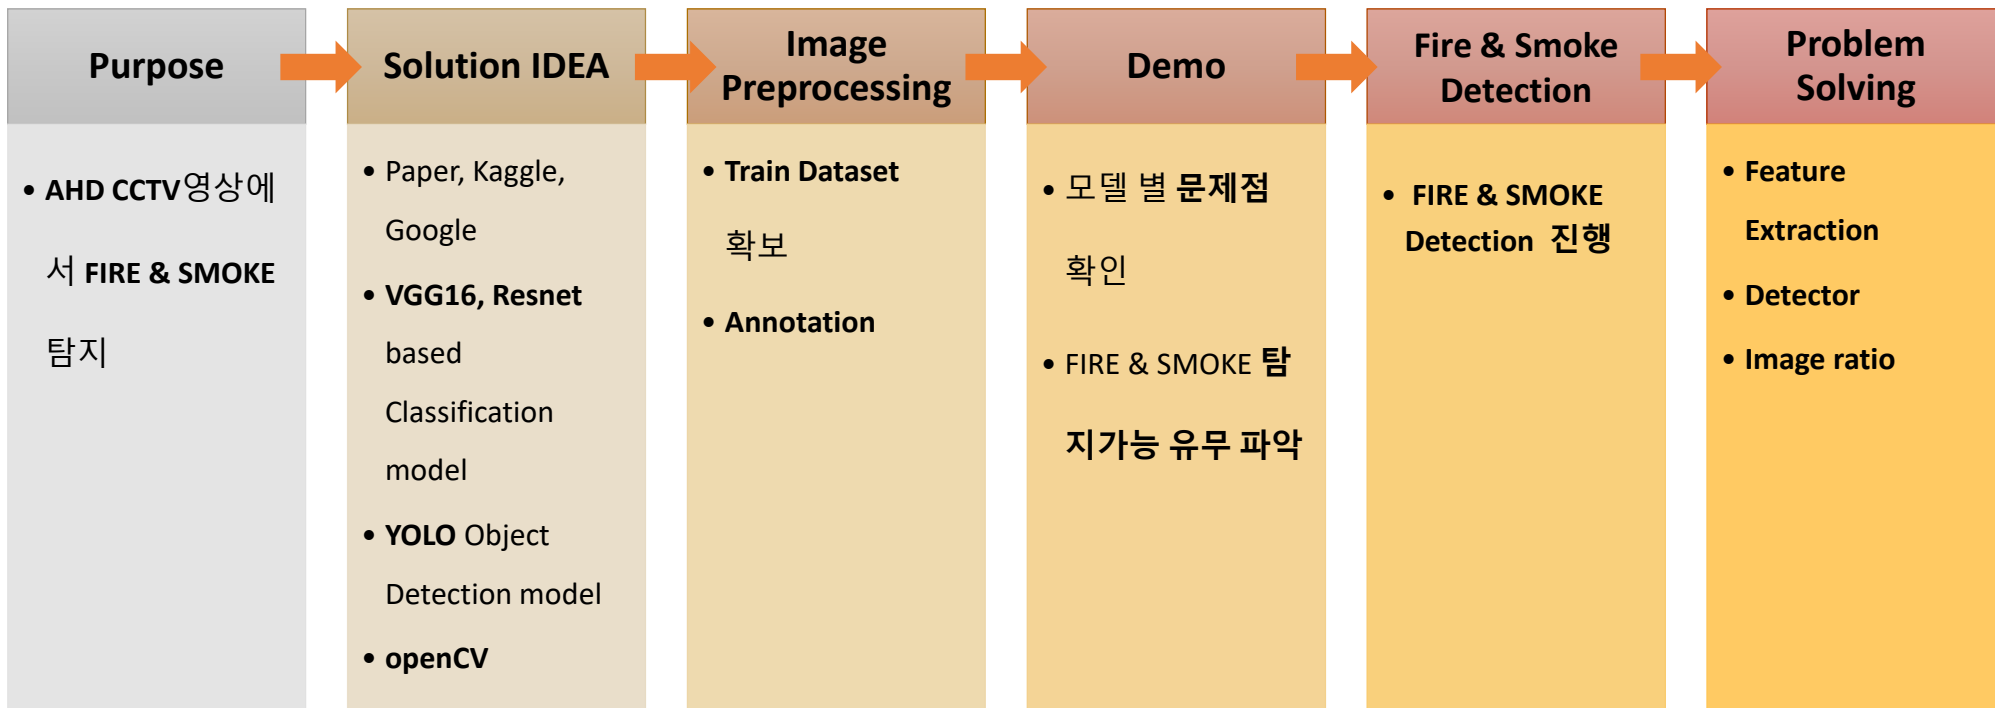 Purpose
• AHD CCTV영상에
서 FIRE & SMOKE
탐지
Solution IDEA
• Paper, Kaggle,
Google
• VGG16, Resnet
based
Classification
model
• YOLO Object
Detection model
• openCV
Image
Preprocessing
• Train Dataset
확보
• Annotation
Demo
• 모델 별 문제점
확인
• FIRE & SMOKE 탐
지가능 유무 파악
Fire & Smoke
Detection
• FIRE & SMOKE
Detection 진행
Problem
Solving
• Feature
Extraction
• Detector
• Image ratio